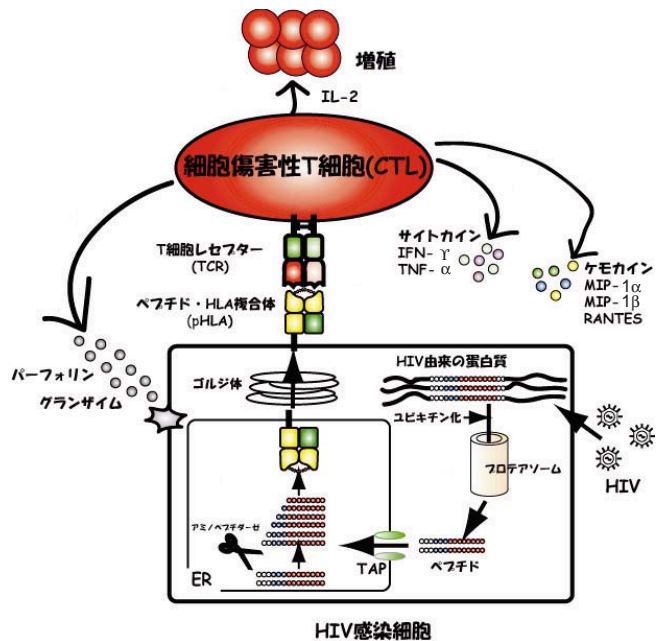 増殖
IL-2
細胞傷害性T細胞(CTL)
T細胞レセプター
(TCR)
サイトカイン
IFN-γ
TNF-α
ケモカイン
MIP-1α
MIP-1β
RANTES
ペプチド・HLA複合体
(pHLA)
パーフォリン
グランザイム
ゴルジ体
HIV由来の蛋白質
ユビキチン化
プロテアソーム
HIV
アミノペプチターゼ
ER
TAP
ペプチド
HIV感染細胞